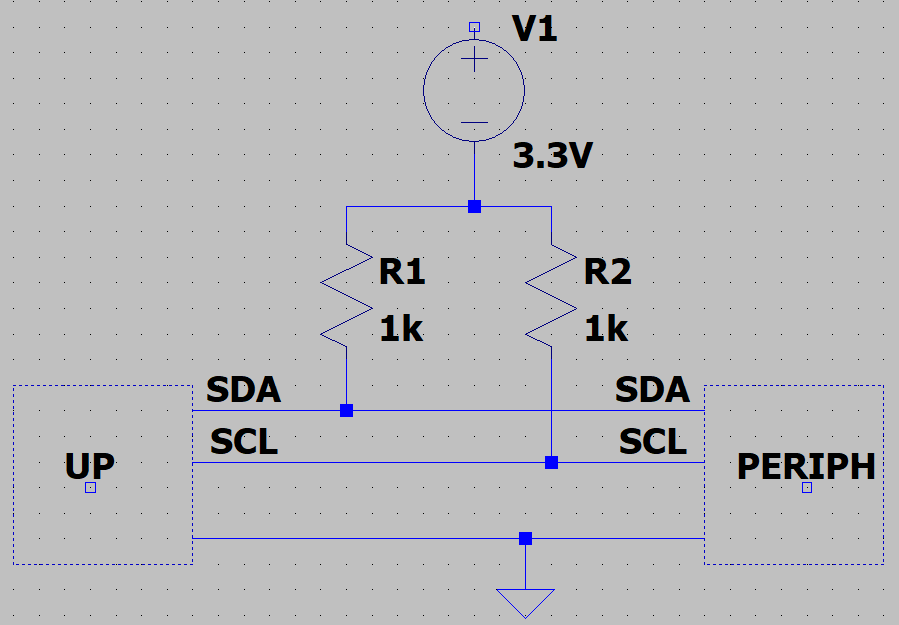 V1
3.3V
R1
R2
1k
1k
SDA
SDA
SCL
SCL
UP
PERIPH